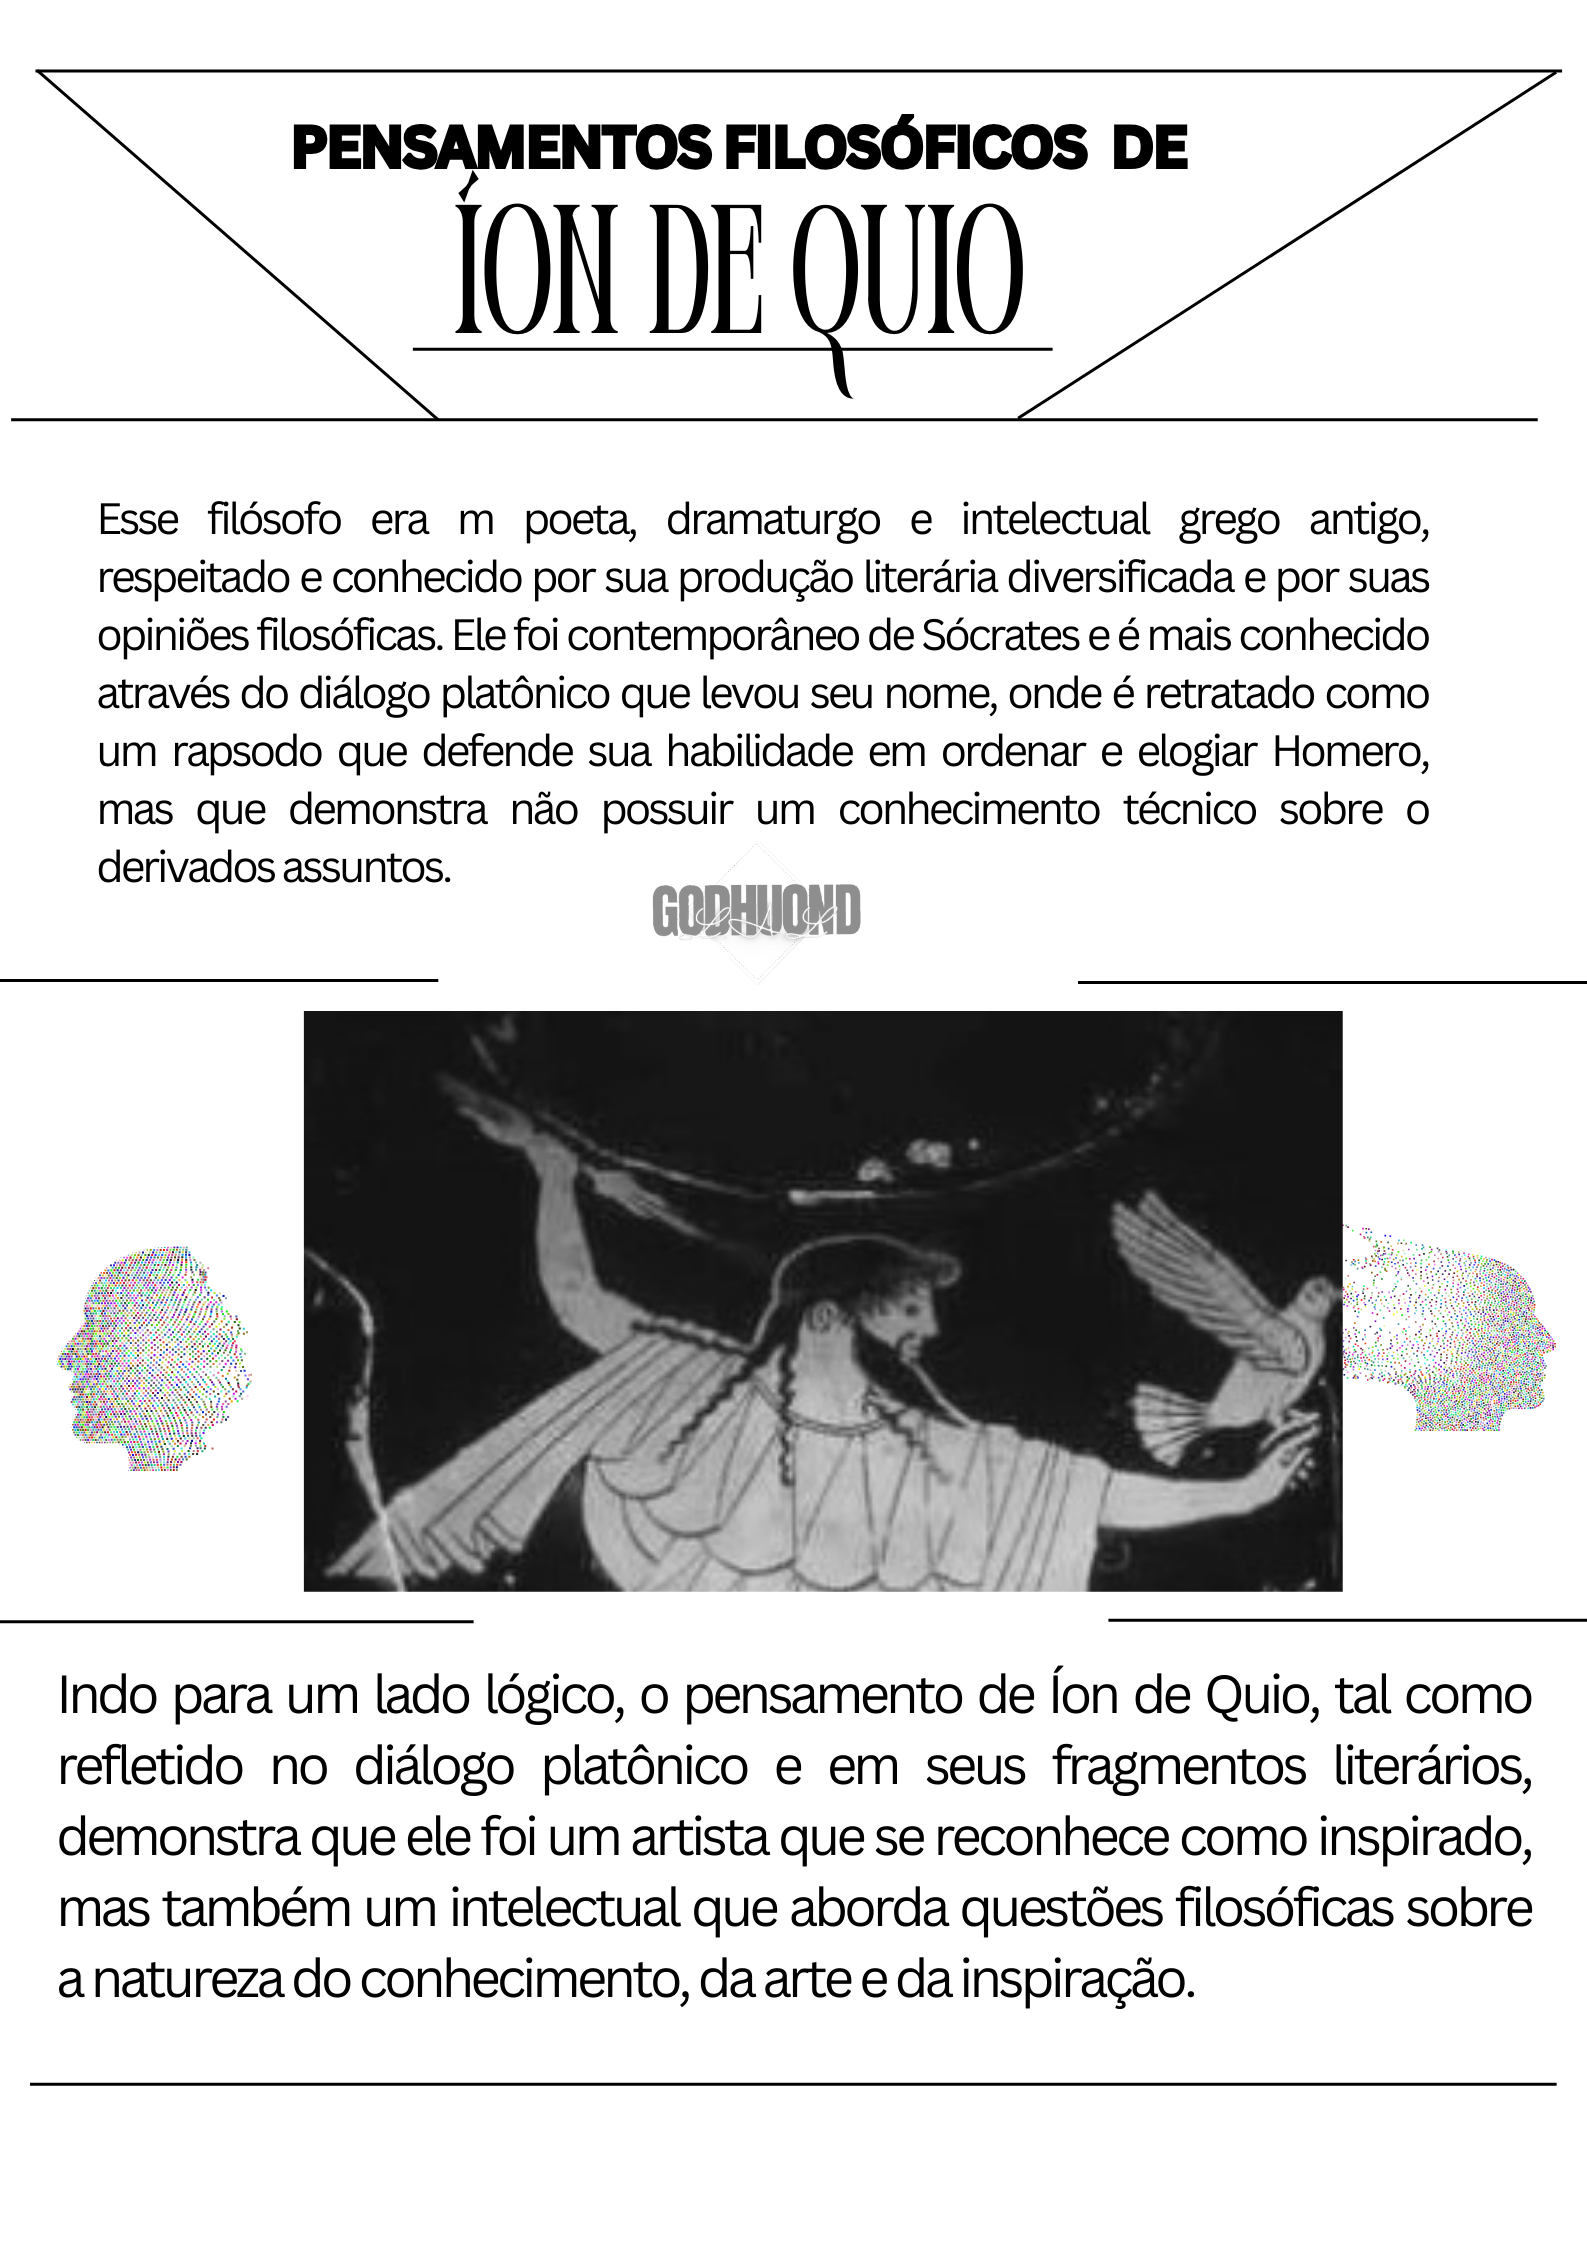 PENSAMENTOS FILOSÓFICOS DE
ÍON DE QUIO
Esse filósofo era m poeta, dramaturgo e intelectual grego antigo,
respeitado e conhecido por sua produção literária diversificada e por suas
opiniões filosóficas. Ele foi contemporâneo de Sócrates e é mais conhecido
através do diálogo platônico que levou seu nome, onde é retratado como
um rapsodo que defende sua habilidade em ordenar e elogiar Homero,
mas que demonstra não possuir um conhecimento técnico sobre o
derivados assuntos.
GODHUOND
Indo para um lado lógico, o pensamento de Íon de Quio, tal como
refletido no diálogo platônico e em seus fragmentos literários,
demonstra que ele foi um artista que se reconhece como inspirado,
mas também um intelectual que aborda questões filosóficas sobre
a natureza do conhecimento, da arte e da inspiração.